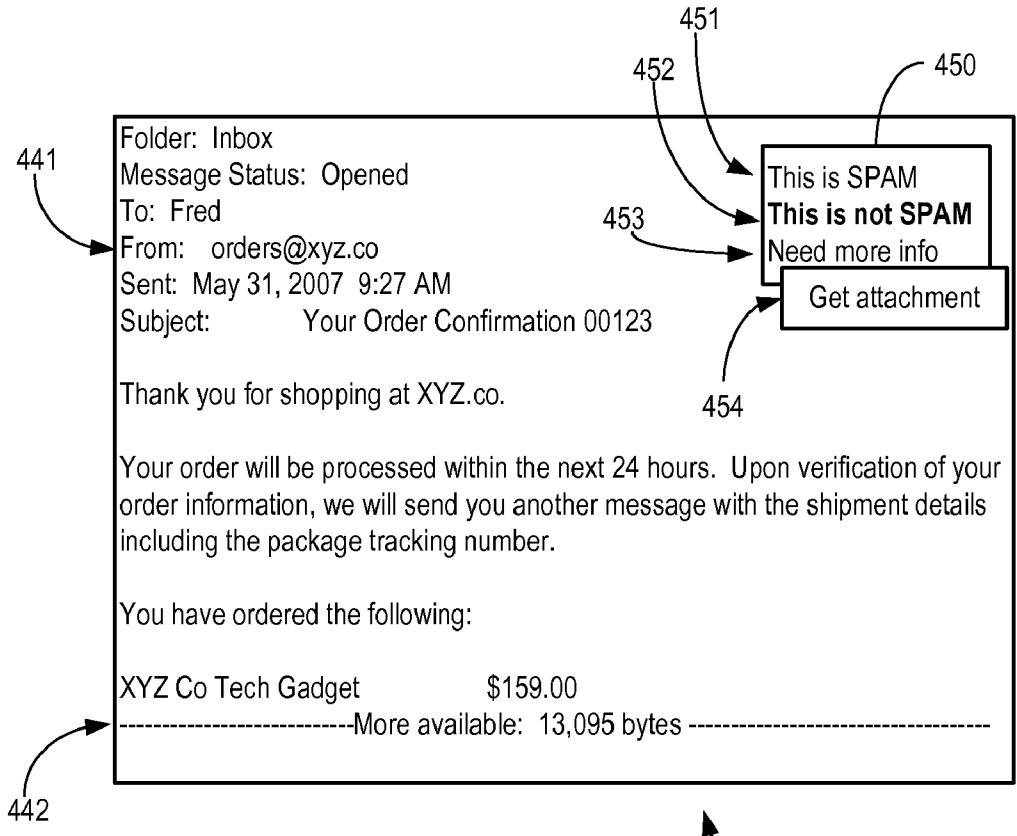 451
452
450
Folder: Inbox
441
Message Status: Opened
This is SPAM
To: Fred
This is not SPAM
453
From: orders@xyz.co
Need more info
Sent: May 31, 2007 9:27 AM
Get attachment
Subject: Your Order Confirmation 00123
Thank you for shopping at XYZ.co.
454
Your order will be processed within the next 24 hours. Upon verification of your
order information, we will send you another message with the shipment details
including the package tracking number.
You have ordered the following:
XYZ Co Tech Gadget $159.00
---------------------------More available: 13,095 bytes -----------------------------------
442